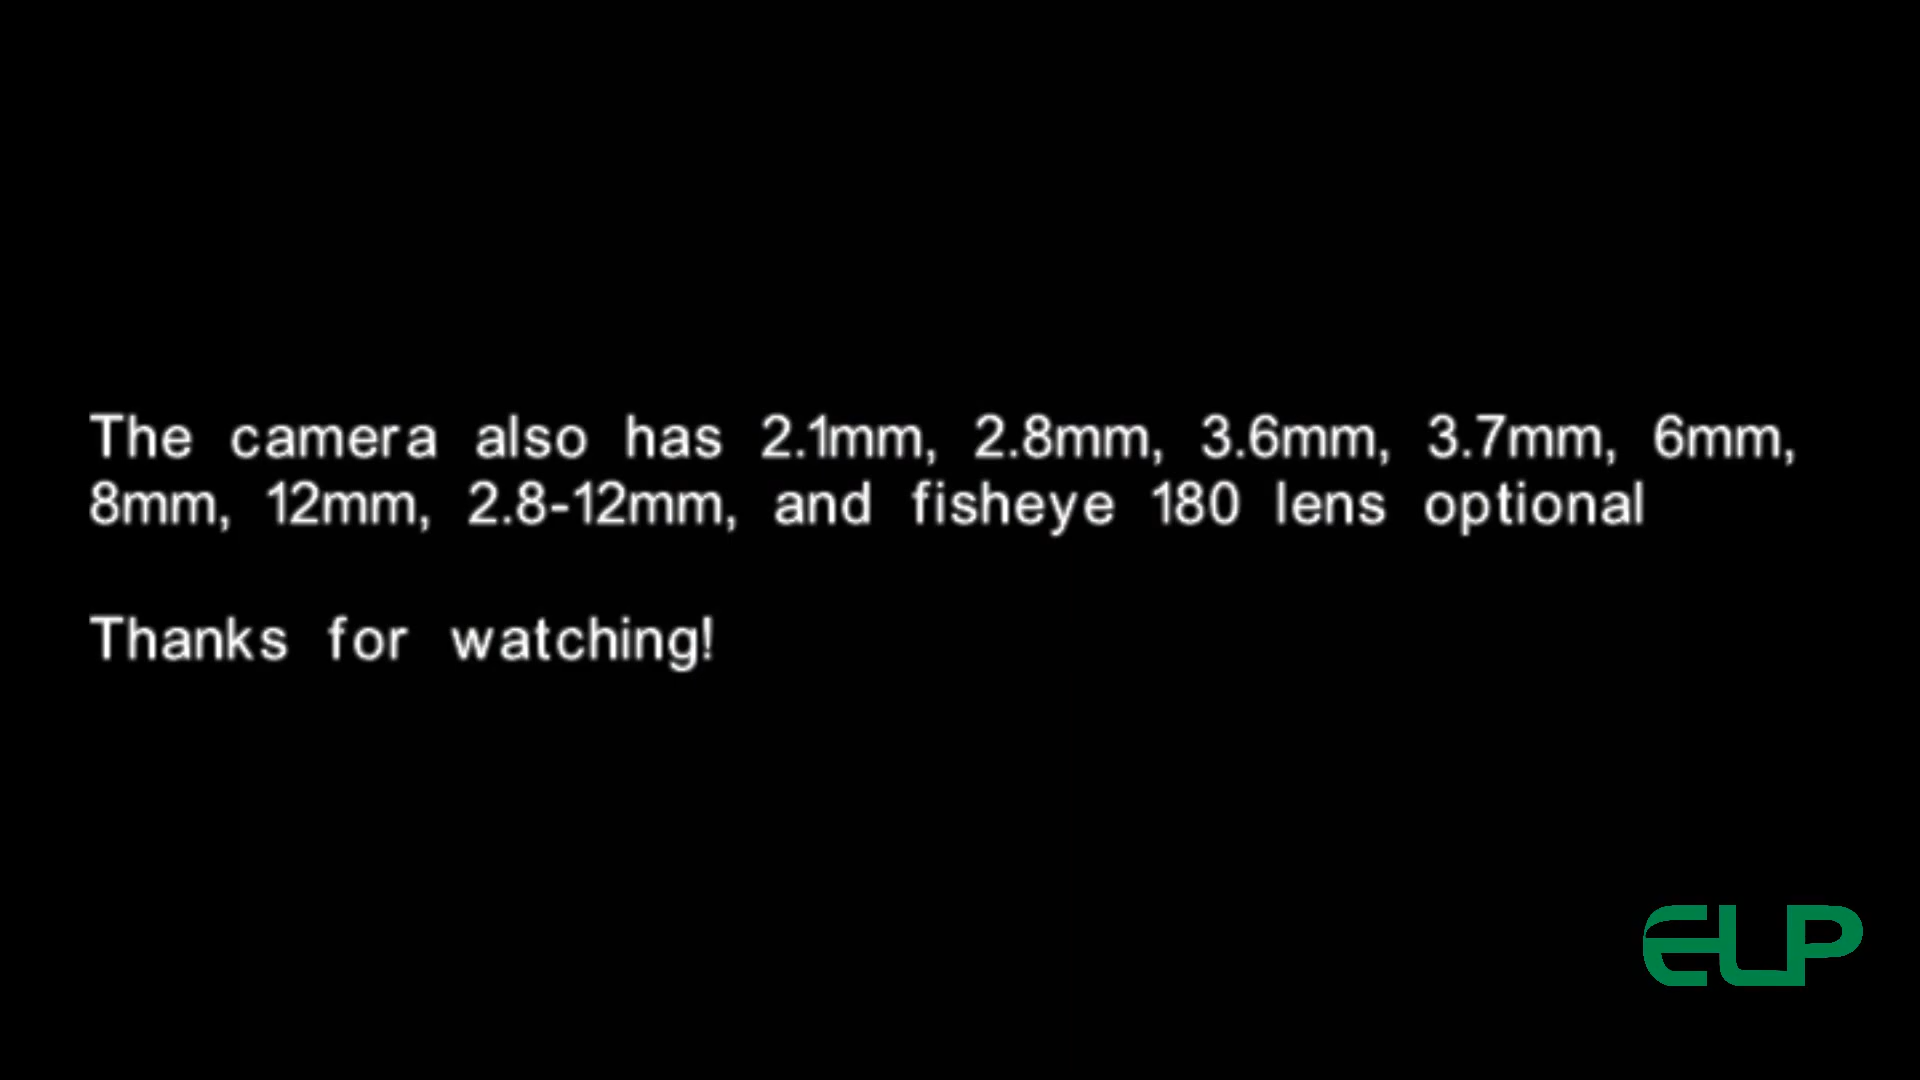 The camera also has 2.1mm, 2.8mm, 3.6mm, 3.7mm, 6mm,
8mm, 12mm, 2.8-12mm, and fisheye 180 lens optional
Thanks for watching!
ELP